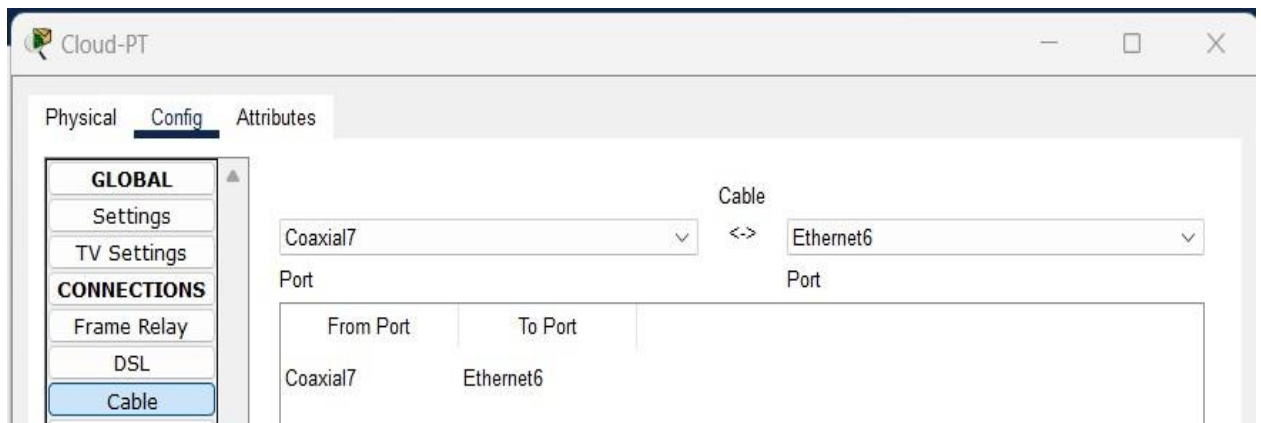 Cloud-PT
Physical Config Attributes
GLOBAL
Settings
TV Settings
CONNECTIONS
Frame Relay
DSL
Cable
Cable
Coaxial7 <-> Ethernet6
Port Port
From Port To Port
Coaxial7 Ethernet6